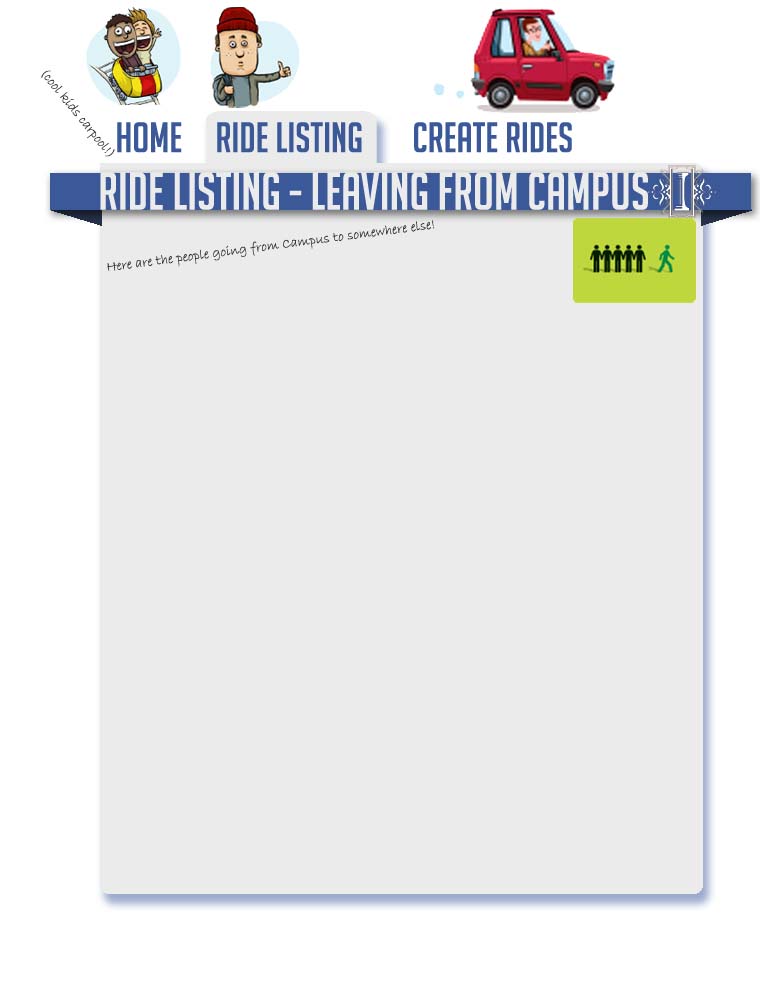 (cool kids carpool!)
HOME
RIDE LISTING
CREATE RIDES
RIDE LISTING - LEAVING FROM CAMPUS
I
Here are the people going from Campus to somewhere else!